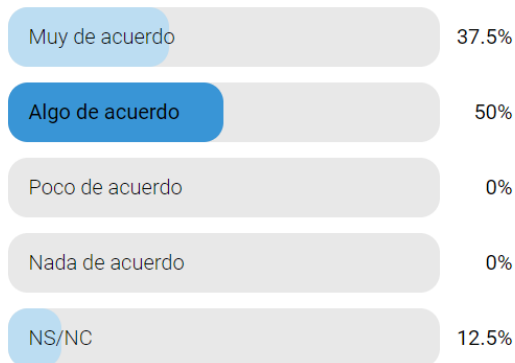 Muy de acuerdo 37.5%
Algo de acuerdo 50%
Poco de acuerdo 0%
Nada de acuerdo 0%
NS/NC 12.5%